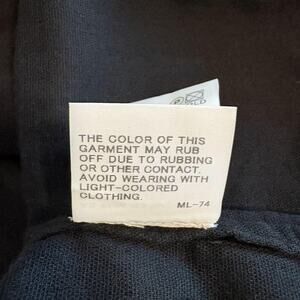 THE COLOR OF THIS
GARMENT MAY RUB
OFF DUE TO RUBBING
OR OTHER CONTACT.
AVOID WEARING WITH
LIGHT-COLORED
CLOTHING.
ML-74